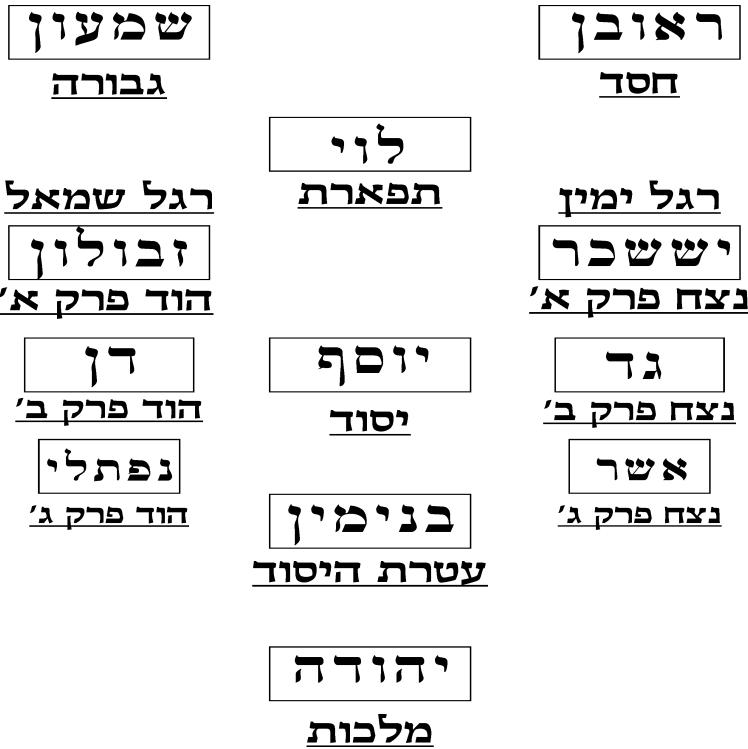 ראובן
שמעון
חסד
גבורה
לוי
תפארת
רגל ימין
רגל שמאל
יששכר
זבולון
נצח פרק א׳
הוד פרק א׳
גד
יוסף
דן
נצח פרק ב׳
יסוד
הוד פרק ב׳
אשר
נפתלי
נצח פרק ג׳
הוד פרק ג׳
בנימין
עטרת היסוד
יהודה
מלכות